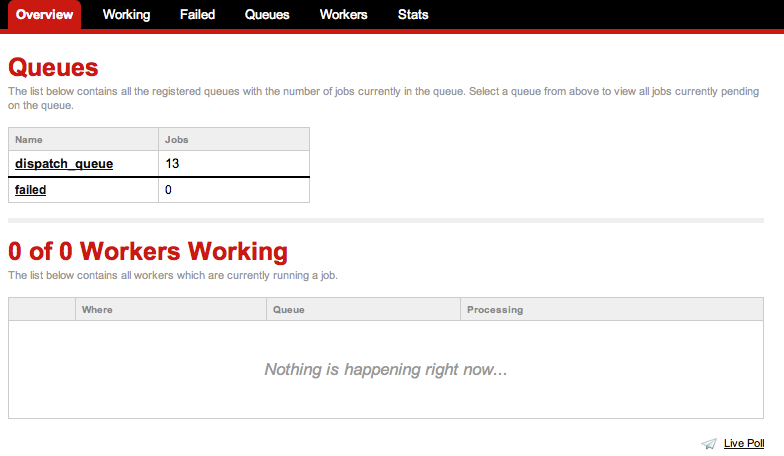 Overview Working Failed Queues Workers Stats
Queues
The list below contains all the registered queues with the number of jobs currently in the queue. Select a queue from above to view all jobs currently pending
on the queue.
Name Jobs
dispatch_queue 13
failed 0
0 of 0 Workers Working
The list below contains all workers which are currently running a job.
Where Queue Processing
Nothing is happening right now...
Live Poll